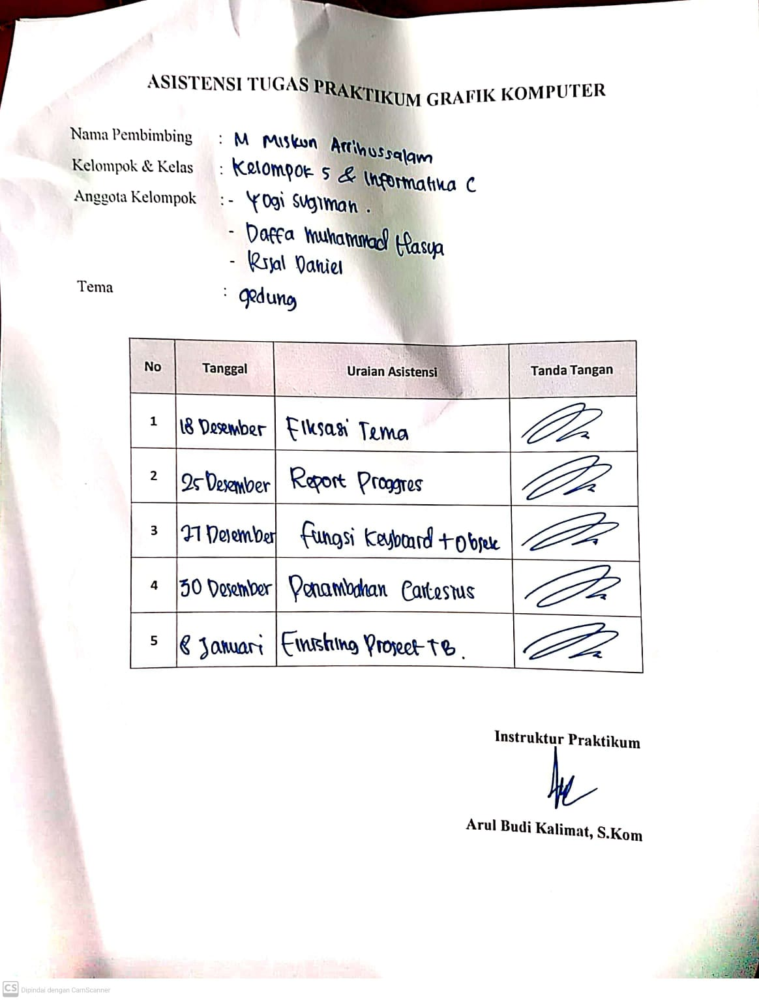 ASISTENSI TUGAS PRAKTIKUM GRAFIK KOMPUTER
Nama Pembimbing : M Miskun Arrihussalam
Kelompok & Kelas : Kelompok 5 & Informatika C
Anggota Kelompok : - Yogi Sugiman .
- Daffa Muhammad Hasya
- Daniel
Tema : gedung
No Tanggal Uraian Asistensi Tanda Tangan
1 18 Desember Fiksasi Tema
2 25 Desember Report Proggres
3 27 Desember Fungsi Keyboard + Objek
4 30 Desember Penambahan Cartesius
5 8 Januari Finishing Project TB.
Instruktur Praktikum
Arul Budi Kalimat, S.Kom
CS Dipindai dengan CamScanner